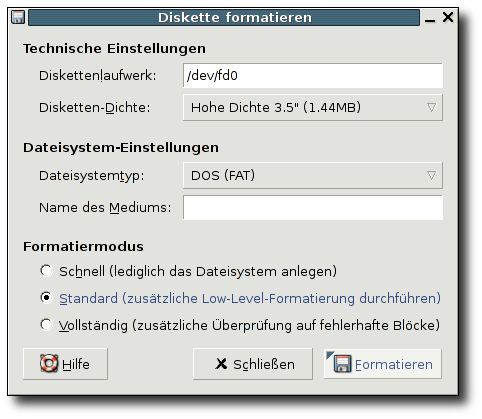 Diskette formatieren
Technische Einstellungen
Diskettenlaufwerk: /dev/fd0
Disketten-Dichte: Hohe Dichte 3.5" (1.44MB)
Dateisystem-Einstellungen
Dateisystemtyp: DOS (FAT)
Name des Mediums:
Formatiermodus
Schnell (lediglich das Dateisystem anlegen)
Standard (zusätzliche Low-Level-Formatierung durchführen)
Vollständig (zusätzliche Überprüfung auf fehlerhafte Blöcke)
Hilfe Schließen Formatieren